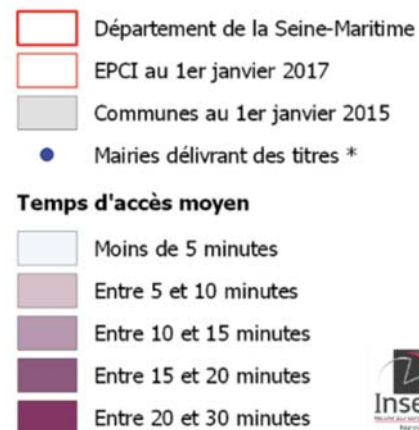 Département de la Seine-Maritime
EPCI au 1er janvier 2017
Communes au 1er janvier 2015
Mairies délivrant des titres *
Temps d'accès moyen
Moins de 5 minutes
Entre 5 et 10 minutes
Entre 10 et 15 minutes
Entre 15 et 20 minutes
Entre 20 et 30 minutes